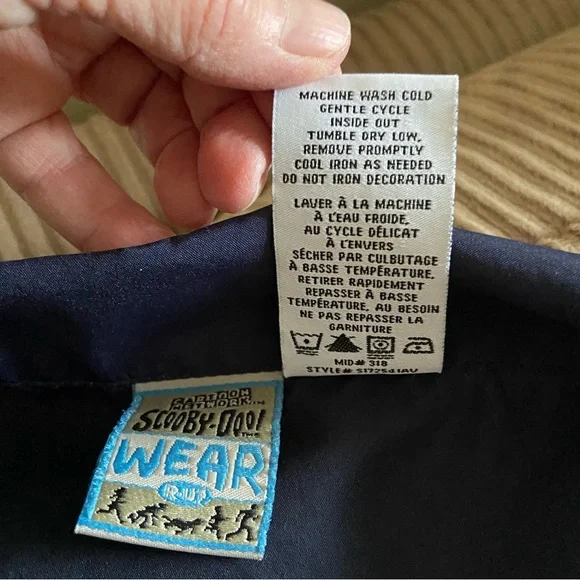 MACHINE WASH COLD
GENTLE CYCLE
INSIDE OUT
TUMBLE DRY LOW,
REMOVE PROMPTLY
COOL IRON AS NEEDED
DO NOT IRON DECORATION
LAVER À LA MACHINE
À L'EAU FROIDE,
AU CYCLE DÉLICAT
À L'ENVERS
SÉCHER PAR CULBUTAGE
À BASSE TEMPÉRATURE,
RETIRER RAPIDEMENT
REPASSER À BASSE
TEMPÉRATURE, AU BESOIN
NE PAS REPASSER LA
GARNITURE
MID# 318
STYLE# S172541AV
CARTOON
NETWORK
SCOOBY-DOO!
WEAR
R-U?